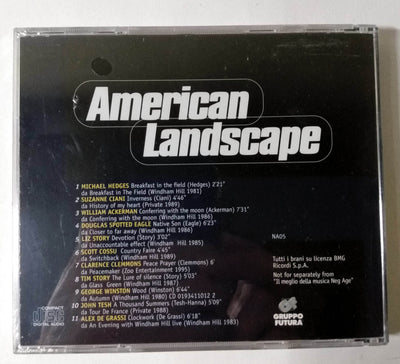 American
Landscape
1 MICHAEL HEDGES Breakfast in the field (Hedges) 2'21"
da Breakfast in The Field (Windham Hill 1981)
2 SUZANNE CIANI Inverness (Ciani) 4'46"
da History of my heart (Private 1989)
3 WILLIAM ACKERMAN Conferring with the moon (Ackerman) 7'31"
da Conferring with the moon (Windham Hill 1986)
4 DOUGLAS SPOTTED EAGLE Native Son (Eagle) 6'23"
da Closer to far away (Windham Hill 1986)
5 LIZ STORY Devotion (Story) 3'02"
da Unaccountable effect (Windham Hill 1985)
6 SCOTT COSSU Country Faire 4'45"
da Switchback (Windham Hill 1989)
7 CLARENCE CLEMMONS Peace Prayer (Clemmons) 6'
da Peacemaker (Zoo Entertainment 1995)
8 TIM STORY The Lure of silence (Story) 5'03"
da Glass Green (Windham Hill 1987)
9 GEORGE WINSTON Wood (Winston) 6'44"
da Autumn (Windham Hill 1980) CD 0193411012 2
10 JOHN TESH A Thousand Summers (Tesh-Hanna) 5'09"
da Tour De France (Private 1988)
11 ALEX DE GRASSI Clockwork (De Grassi) 6'18"
da An Evening with Windham Hill live (Windham Hill 1983)
NA05
Tutti i brani su licenza BMG
Ricordi S.p.A.
Not for separately from
"Il meglio della musica Neg Age"
COMPACT
disc
DIGITAL AUDIO
GRUPPO
FUTURA